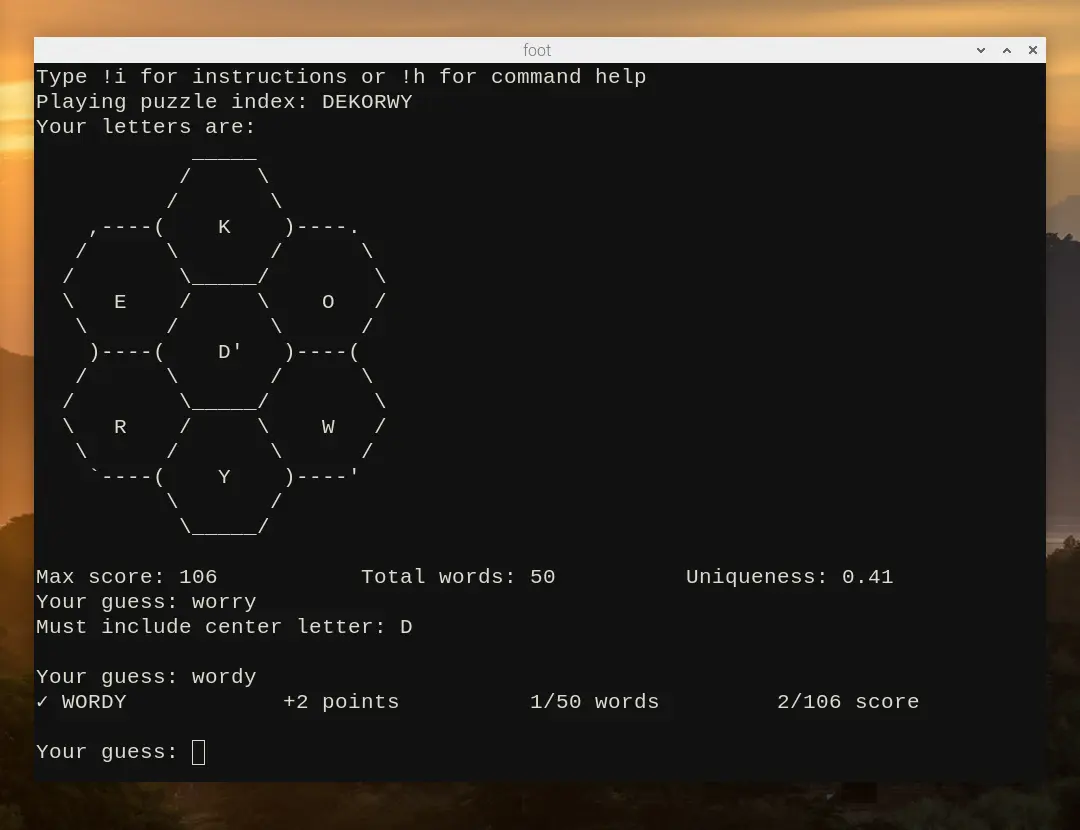 foot
Type !i for instructions or !h for command help
Playing puzzle index: DEKORWY
Your letters are:
K
E
O
D'
R
W
Y
Max score: 106 Total words: 50 Uniqueness: 0.41
Your guess: worry
Must include center letter: D
Your guess: wordy
✓ WORDY +2 points 1/50 words 2/106 score
Your guess: